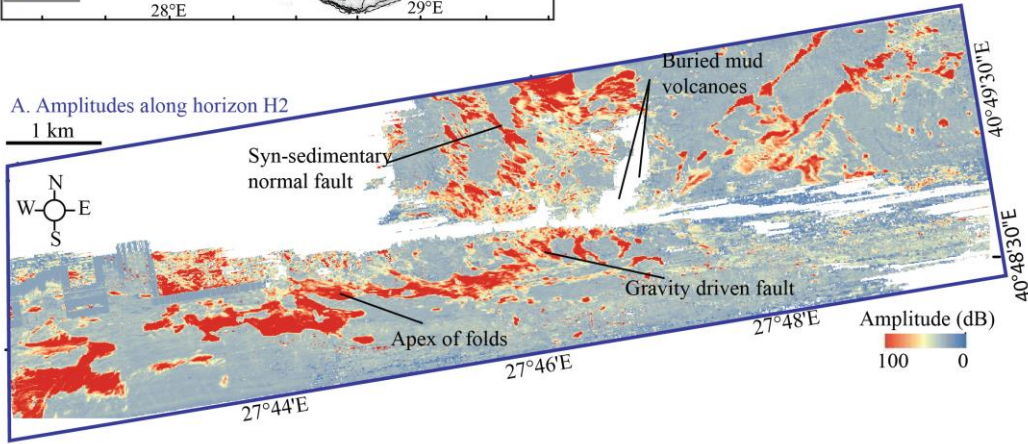 28°E
29°E
A. Amplitudes along horizon H2
1 km
N
W
E
S
Syn-sedimentary
normal fault
Buried mud
volcanoes
40°49'30"E
40°48'30"E
Gravity driven fault
Apex of folds
27°48'E
27°46'E
27°44'E
Amplitude (dB)
100
0